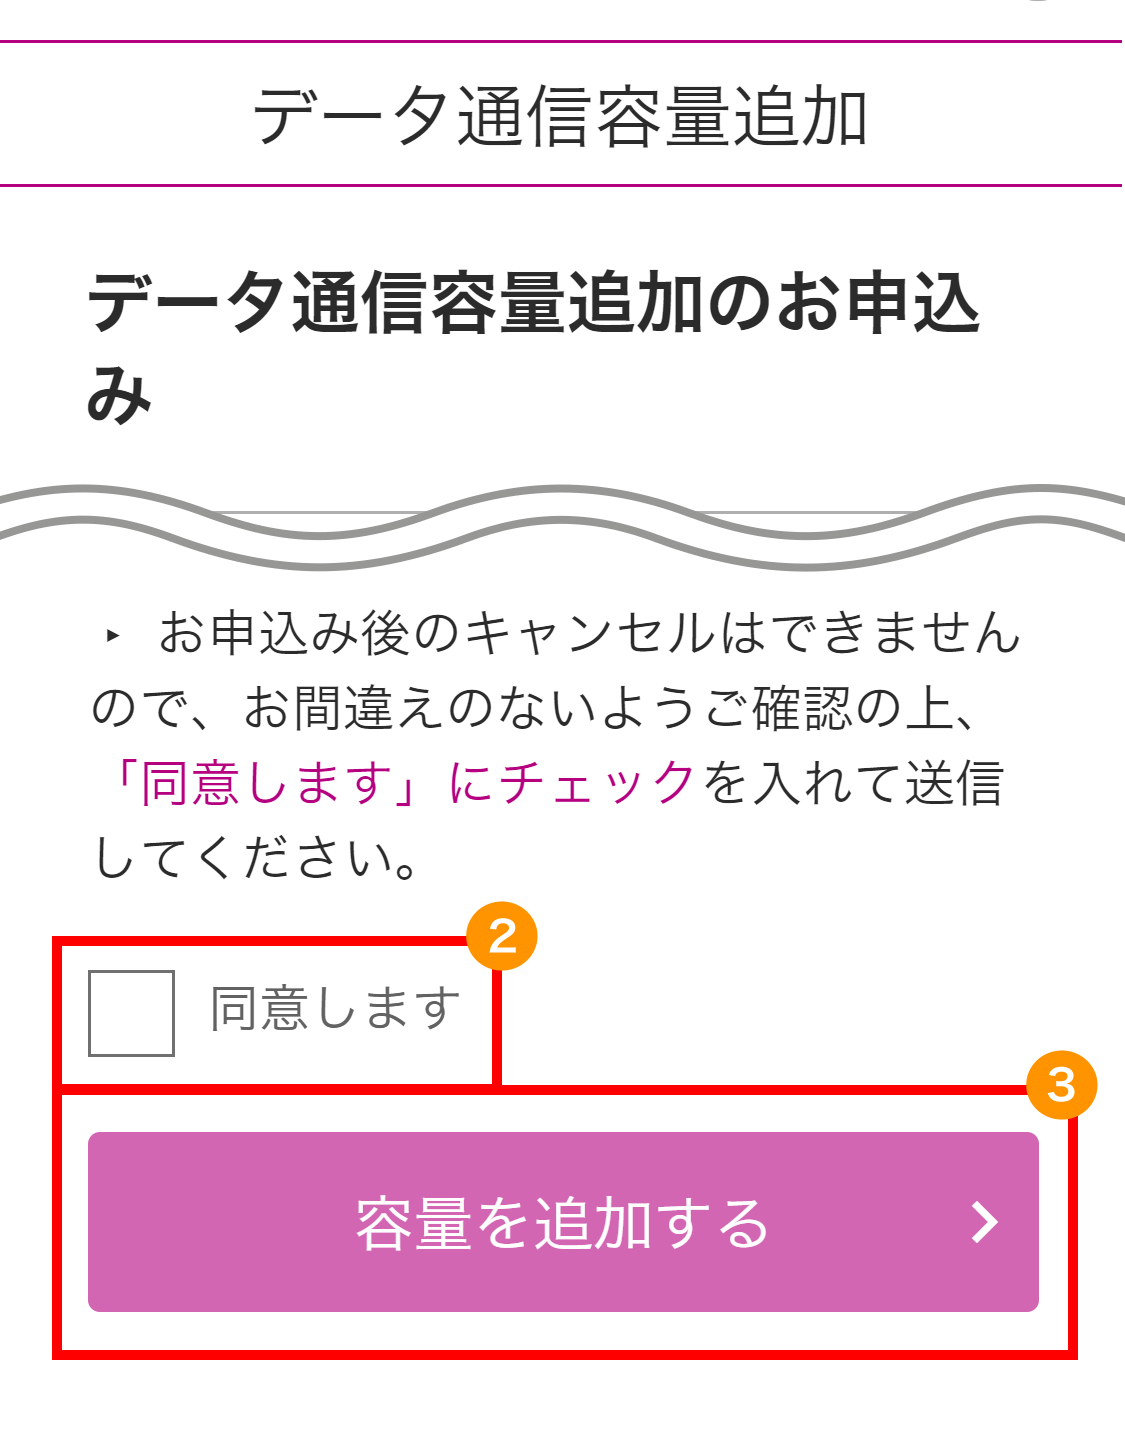 データ通信容量追加
データ通信容量追加のお申込
み
▸ お申込み後のキャンセルはできません
ので、お間違えのないようご確認の上、
「同意します」にチェックを入れて送信
してください。
2
同意します
3
容量を追加する